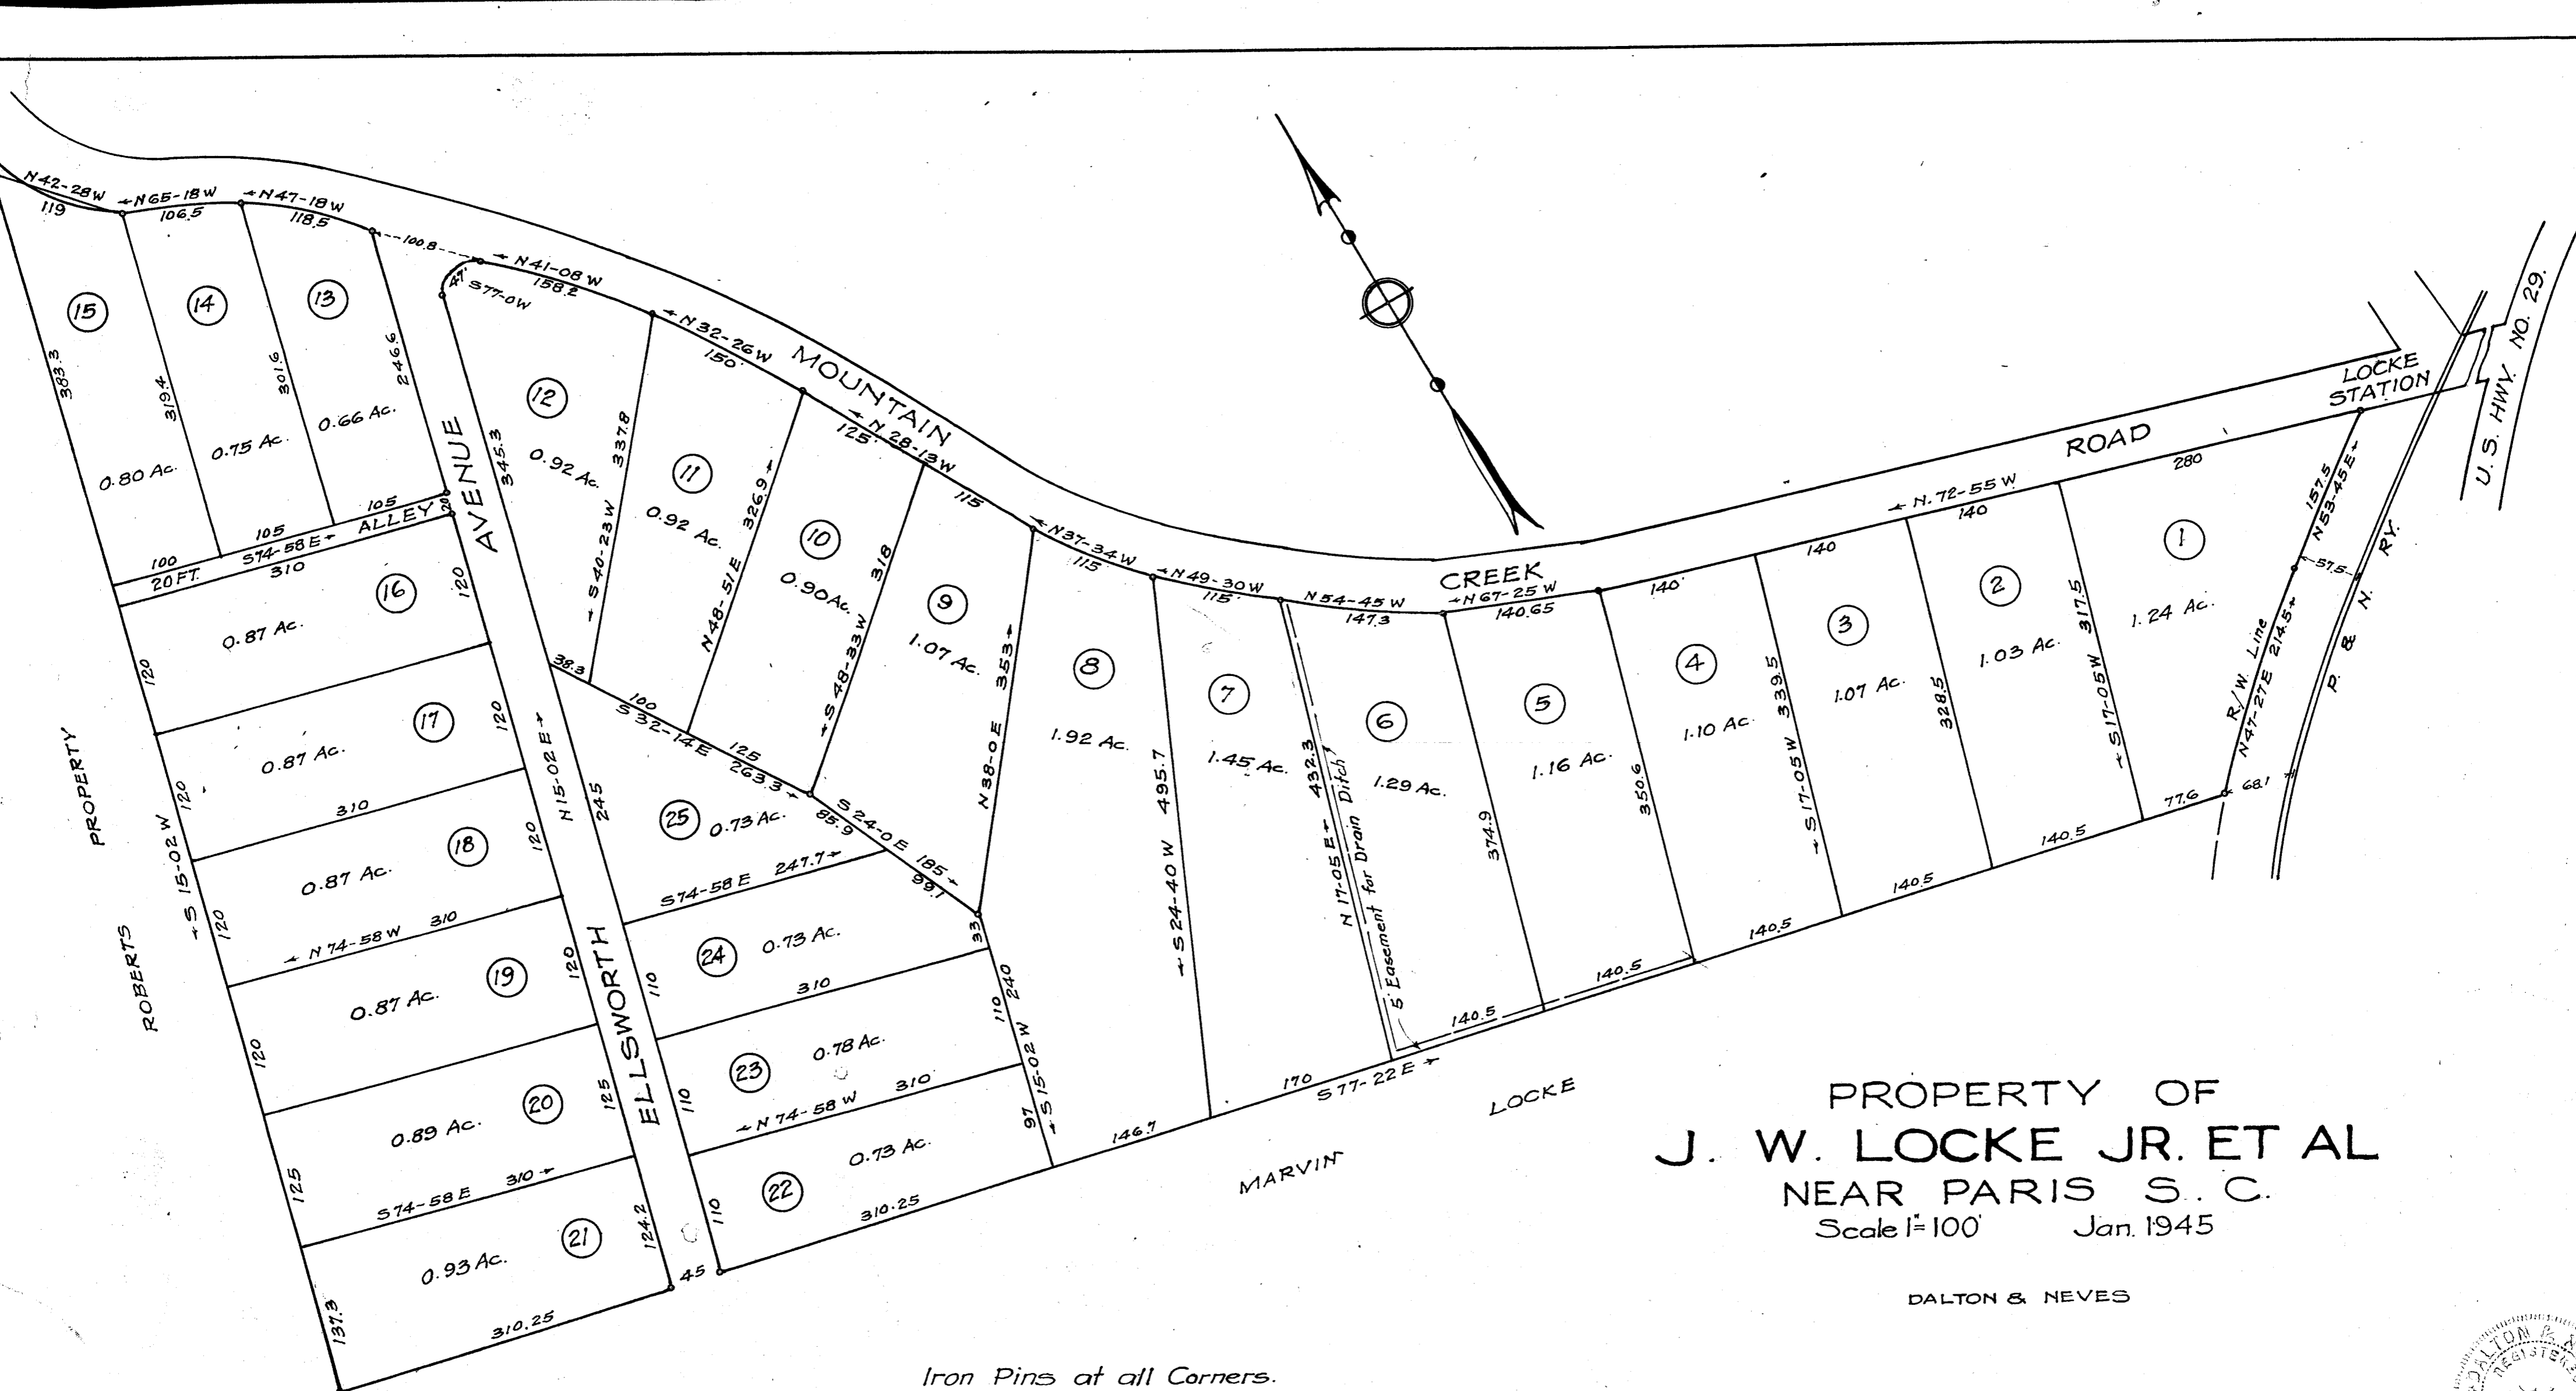 N42-28W
119
←N65-18W
106.5
←N47-18W
118.5
100.8
47'
S77-0W
← N41-08W
158.2
← N32-26W
150'
← N28-13W
125'
115
← N37-34W
115
←N49-30W
115'
N54-45W
147.3
←N67-25W
140.65
140'
140
← N.72-55W
140
280
MOUNTAIN
CREEK
ROAD
LOCKE
STATION
U.S. HWY. NO. 29.
P. & N. RY.
157.5
N53-45E→
←57.5→
R/W. Line
N47-27E 214.5→
68.1
77.6
15
383.3
0.80 Ac.
14
319.4
0.75 Ac.
13
301.6
0.66 Ac.
246.6
100
105
105
20 FT.
S74-58E→
ALLEY
20
310
12
0.92 Ac.
345.3
← S40-23W 337.8
11
0.92 Ac.
N48-51E 326.9→
10
0.90 Ac.
← S48-33W 318
9
1.07 Ac.
N38-0E 353→
8
1.92 Ac.
← S24-40W 495.7
7
1.45 Ac.
N17-05E→ 432.3
5' Easement for Drain Ditch
6
1.29 Ac.
374.9
5
1.16 Ac.
350.6
4
1.10 Ac.
← S17-05W 339.5
3
1.07 Ac.
328.5
2
1.03 Ac.
← S17-05W 317.5
1
1.24 Ac.
38.3
100
S32-14E
125
263.3→
S24-0E 185→
85.9
99.1
33
16
0.87 Ac.
120
120
17
0.87 Ac.
120
120
310
18
0.87 Ac.
120
120
← N74-58W 310
19
0.87 Ac.
120
120
20
0.89 Ac.
125
120
S74-58E 310→
21
0.93 Ac.
124.2
125
137.3
310.25
45
← S15-02W
PROPERTY
ROBERTS
AVENUE
ELLSWORTH
N15-02E→
245
25
0.73 Ac.
S74-58E 247.7→
24
0.73 Ac.
110
310
110
240
23
0.78 Ac.
110
← N74-58W 310
22
0.73 Ac.
110
97
← S15-02W
310.25
146.7
170
S77-22E →
140.5
140.5
140.5
140.5
140.5
MARVIN
LOCKE
PROPERTY OF
J. W. LOCKE JR. ET AL
NEAR PARIS S. C.
Scale 1"=100' Jan. 1945
DALTON & NEVES
Iron Pins at all Corners.